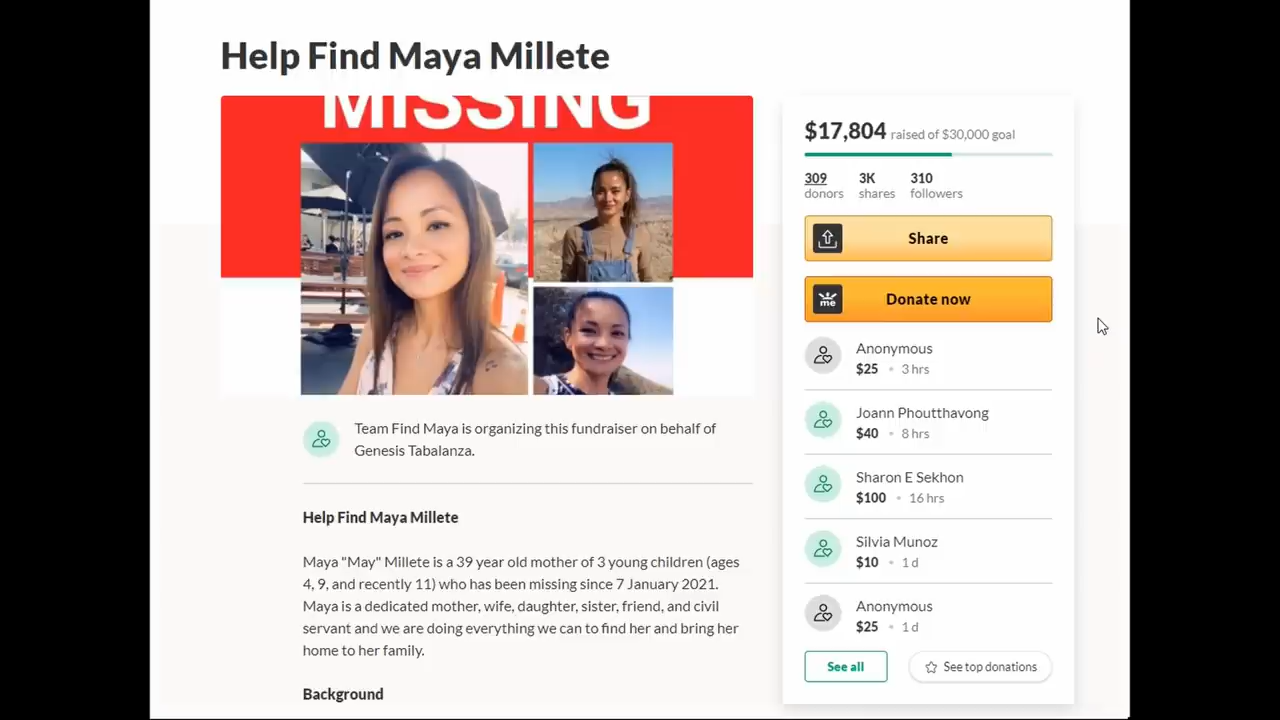 Help Find Maya Millete
MISSING
$17,804 raised of $30,000 goal
309 3K 310
donors shares followers
Share
me Donate now
Anonymous
$25 • 3 hrs
Joann Phoutthavong
$40 • 8 hrs
Sharon E Sekhon
$100 • 16 hrs
Silvia Munoz
$10 • 1 d
Anonymous
$25 • 1 d
See all See top donations
Team Find Maya is organizing this fundraiser on behalf of
Genesis Tabalanza.
Help Find Maya Millete
Maya "May" Millete is a 39 year old mother of 3 young children (ages
4, 9, and recently 11) who has been missing since 7 January 2021.
Maya is a dedicated mother, wife, daughter, sister, friend, and civil
servant and we are doing everything we can to find her and bring her
home to her family.
Background